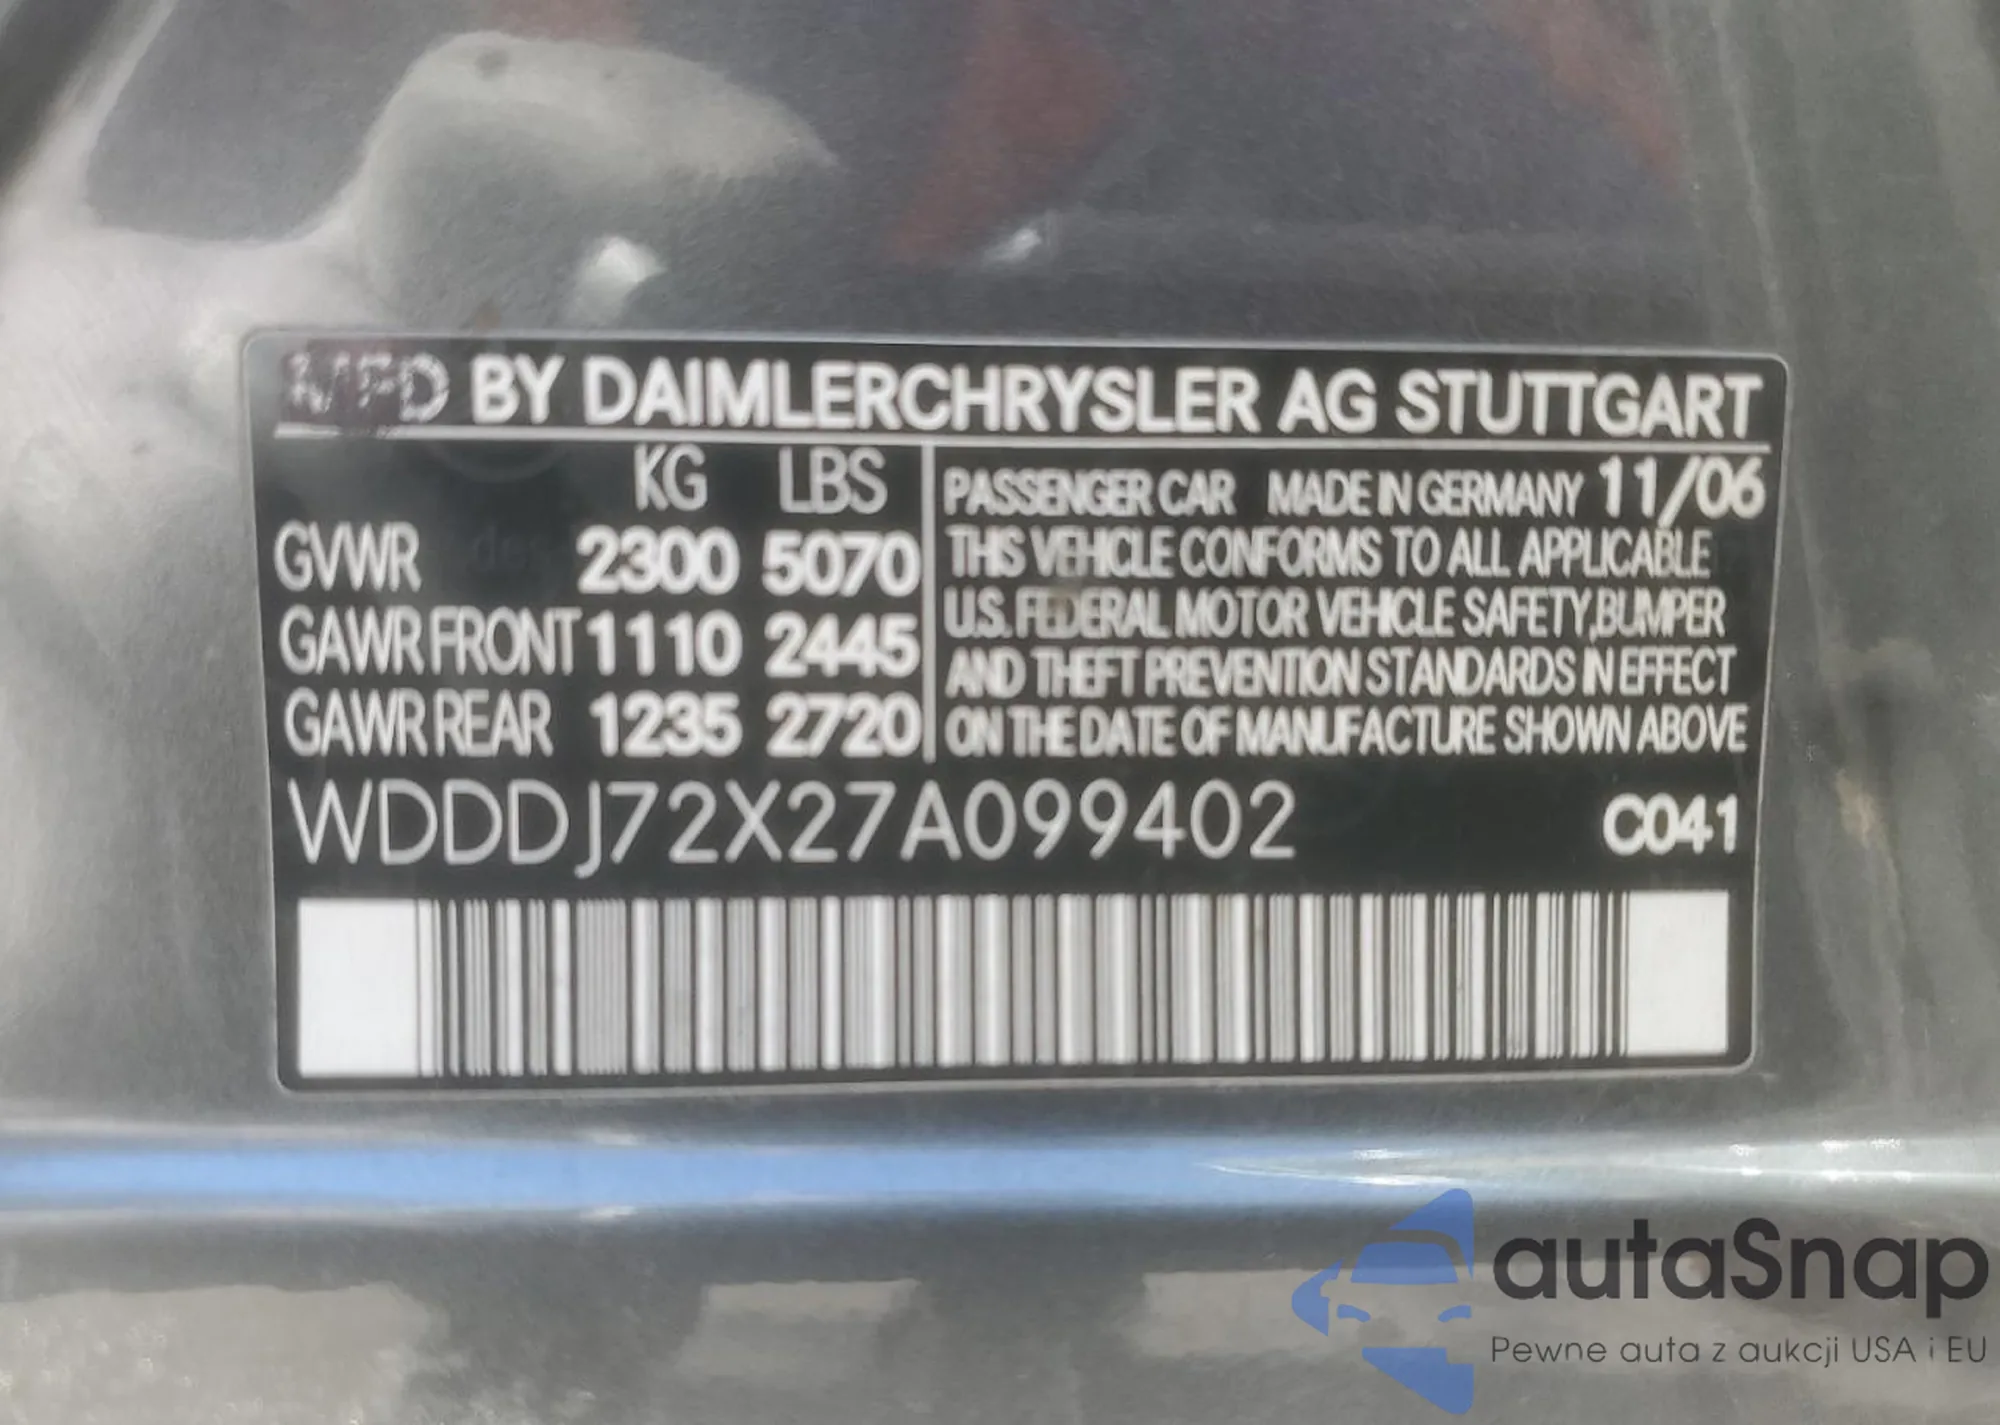 MFD BY DAIMLERCHRYSLER AG STUTTGART
KG LBS
GVWR 2300 5070
GAWR FRONT 1110 2445
GAWR REAR 1235 2720
PASSENGER CAR MADE IN GERMANY 11/06
THIS VEHICLE CONFORMS TO ALL APPLICABLE
U.S. FEDERAL MOTOR VEHICLE SAFETY, BUMPER
AND THEFT PREVENTION STANDARDS IN EFFECT
ON THE DATE OF MANUFACTURE SHOWN ABOVE
WDDDJ72X27A099402 C041
autaSnap
Pewne auta z aukcji USA i EU